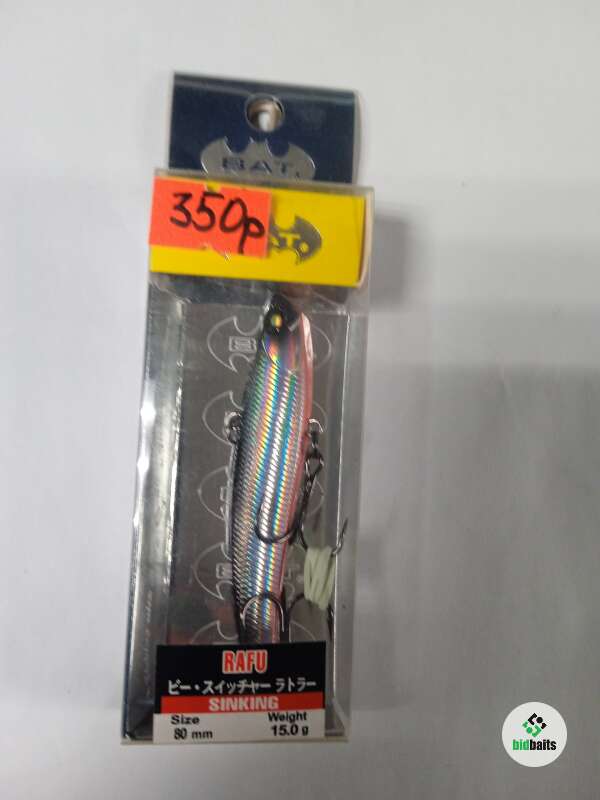 BAT.
350р
RAFU
ビー・スイッチャー ラトラー
SINKING
Size Weight
80 mm 15.0 g
bidbaits